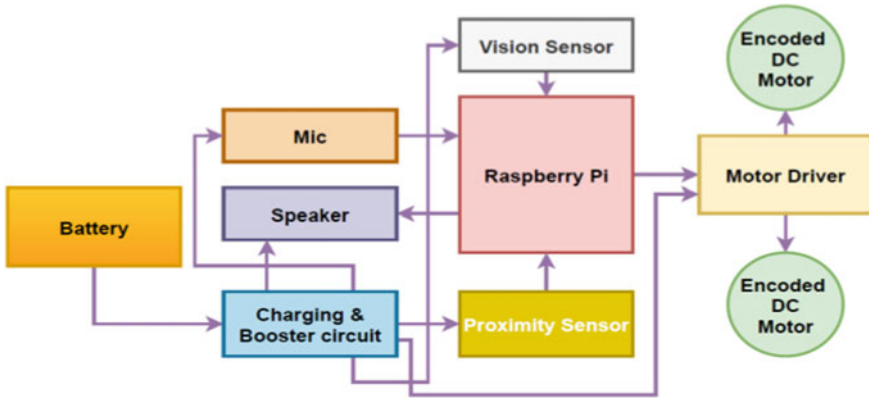 Vision Sensor
Encoded
DC
Motor
Mic
Raspberry Pi
Motor Driver
Speaker
Battery
Charging &
Booster circuit
Proximity Sensor
Encoded
DC
Motor